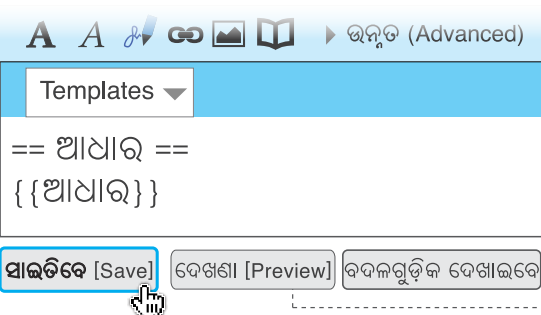 A A ଉନ୍ନତ (Advanced)
Templates
== ଆଧାର ==
{{ଆଧାର}}
ସାଇତିବେ [Save] ଦେଖଣା [Preview] ବଦଳଗୁଡ଼ିକ ଦେଖାଇବେ